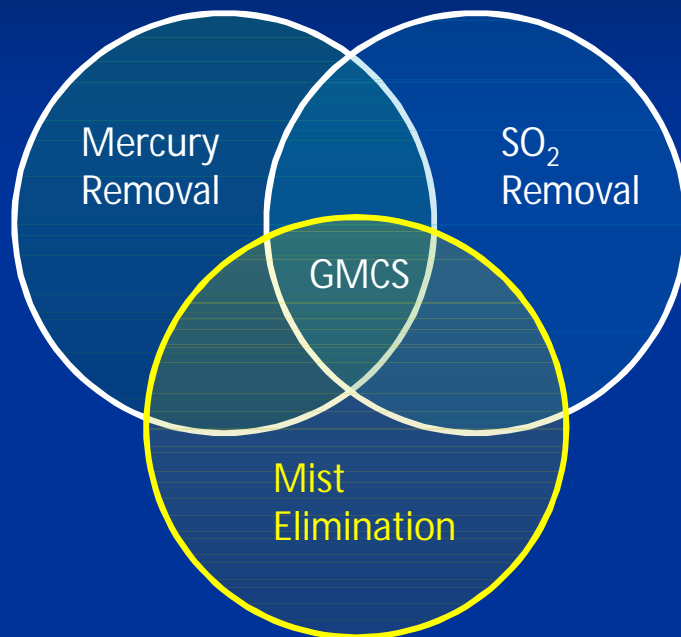 Mercury
Removal
SO₂
Removal
GMCS
Mist
Elimination